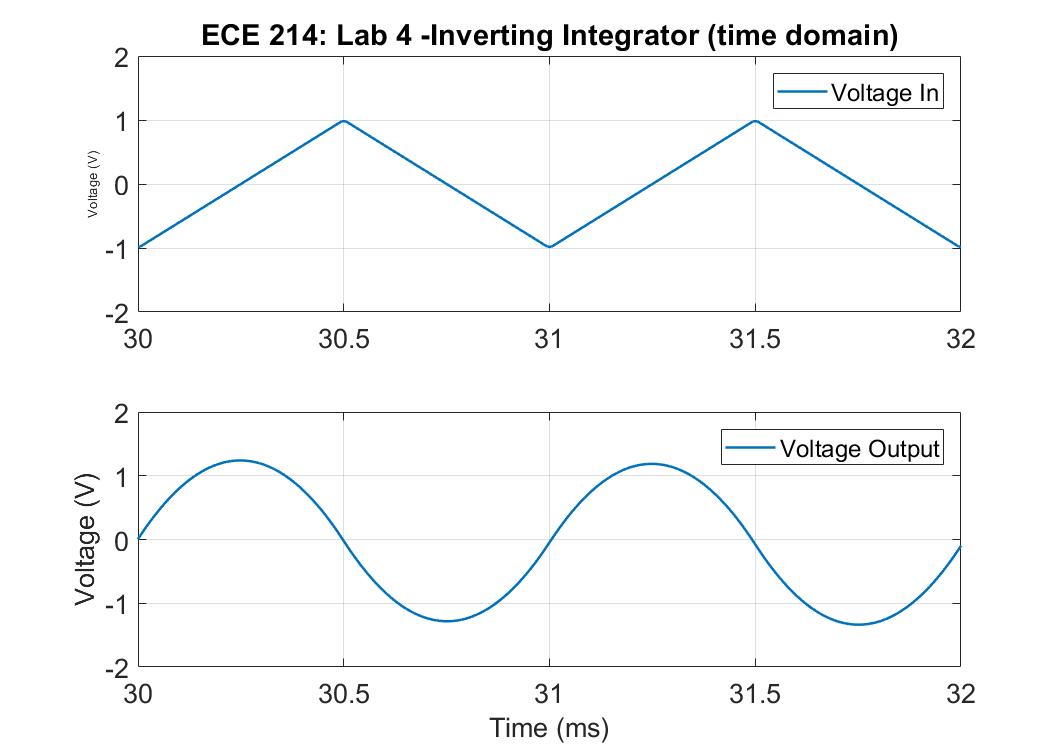 ECE 214: Lab 4 -Inverting Integrator (time domain)
2
Voltage In
1
Voltage (V)
0
-1
-2
30 30.5 31 31.5 32
2
Voltage Output
1
Voltage (V)
0
-1
-2
30 30.5 31 31.5 32
Time (ms)